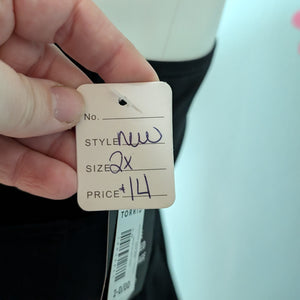 No.
STYLE new
SIZE 2x
PRICE $14
TORRID